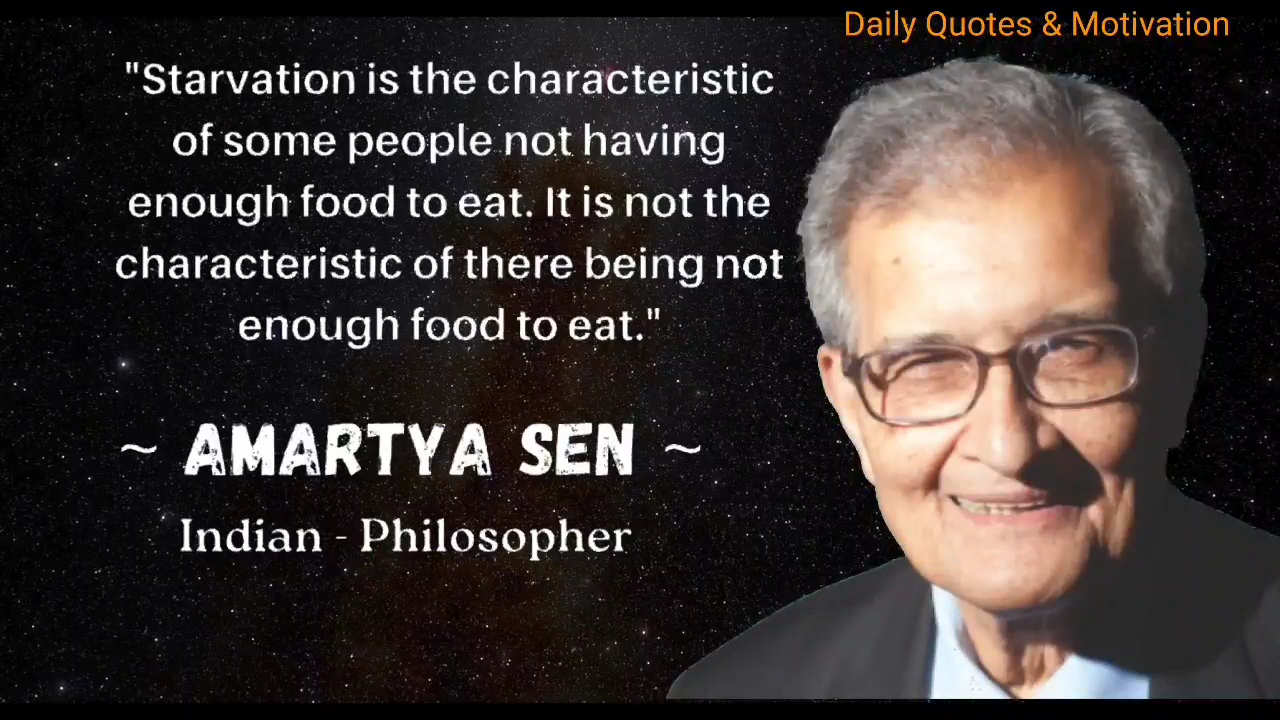 Daily Quotes & Motivation
"Starvation is the characteristic
of some people not having
enough food to eat. It is not the
characteristic of there being not
enough food to eat."
~ AMARTYA SEN ~
Indian - Philosopher